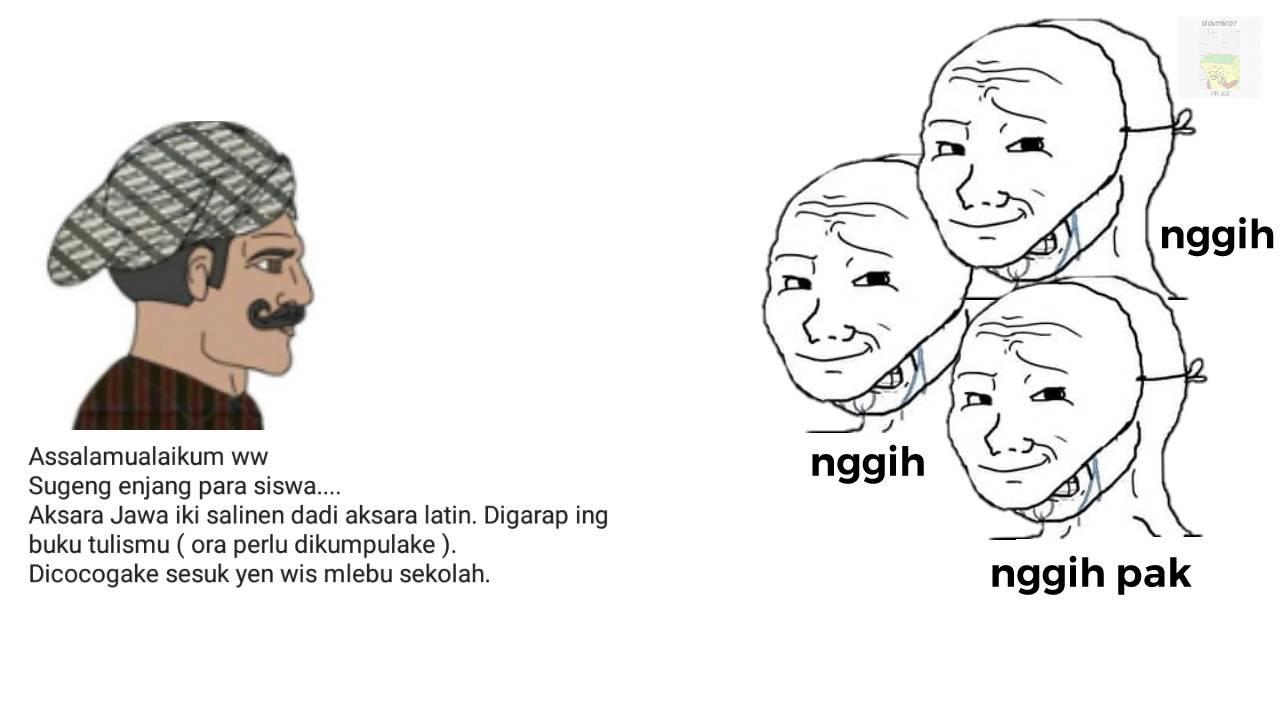 Assalamualaikum ww
Sugeng enjang para siswa....
Aksara Jawa iki salinen dadi aksara latin. Digarap ing
buku tulismu ( ora perlu dikumpulake ).
Dicocogake sesuk yen wis mlebu sekolah.
nggih
nggih
nggih pak
damkar